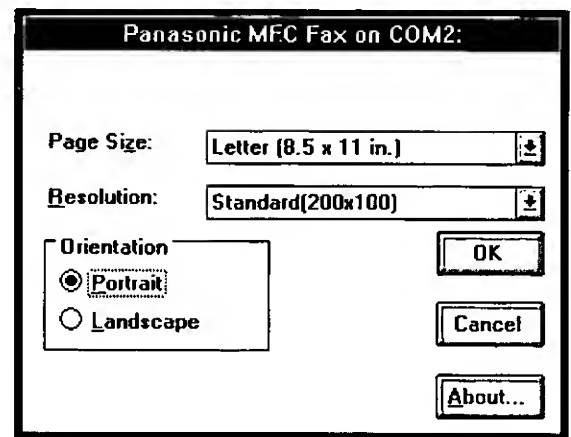 Panasonic MFC Fax on COM2:
Page Size:
Letter (8.5 x 11 in.)
Resolution:
Standard(200x100)
Orientation
Portrait
Landscape
OK
Cancel
About...